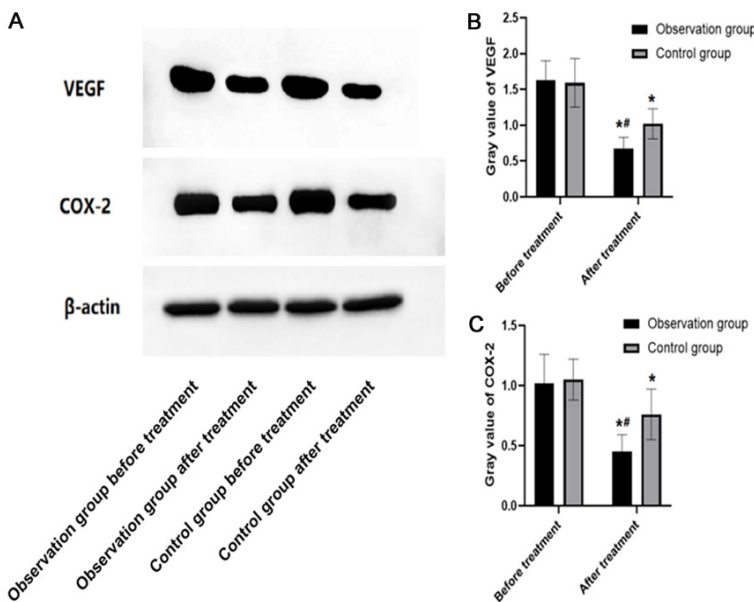 A
VEGF
COX-2
β-actin
Observation group before treatment
Observation group after treatment
Control group before treatment
Control group after treatment
B
Observation group
Control group
Gray value of VEGF
2.5
2.0
1.5
1.0
0.5
0.0
*#
*
Before treatment
After treatment
C
Observation group
Control group
Gray value of COX-2
1.5
1.0
0.5
0.0
*#
*
Before treatment
After treatment